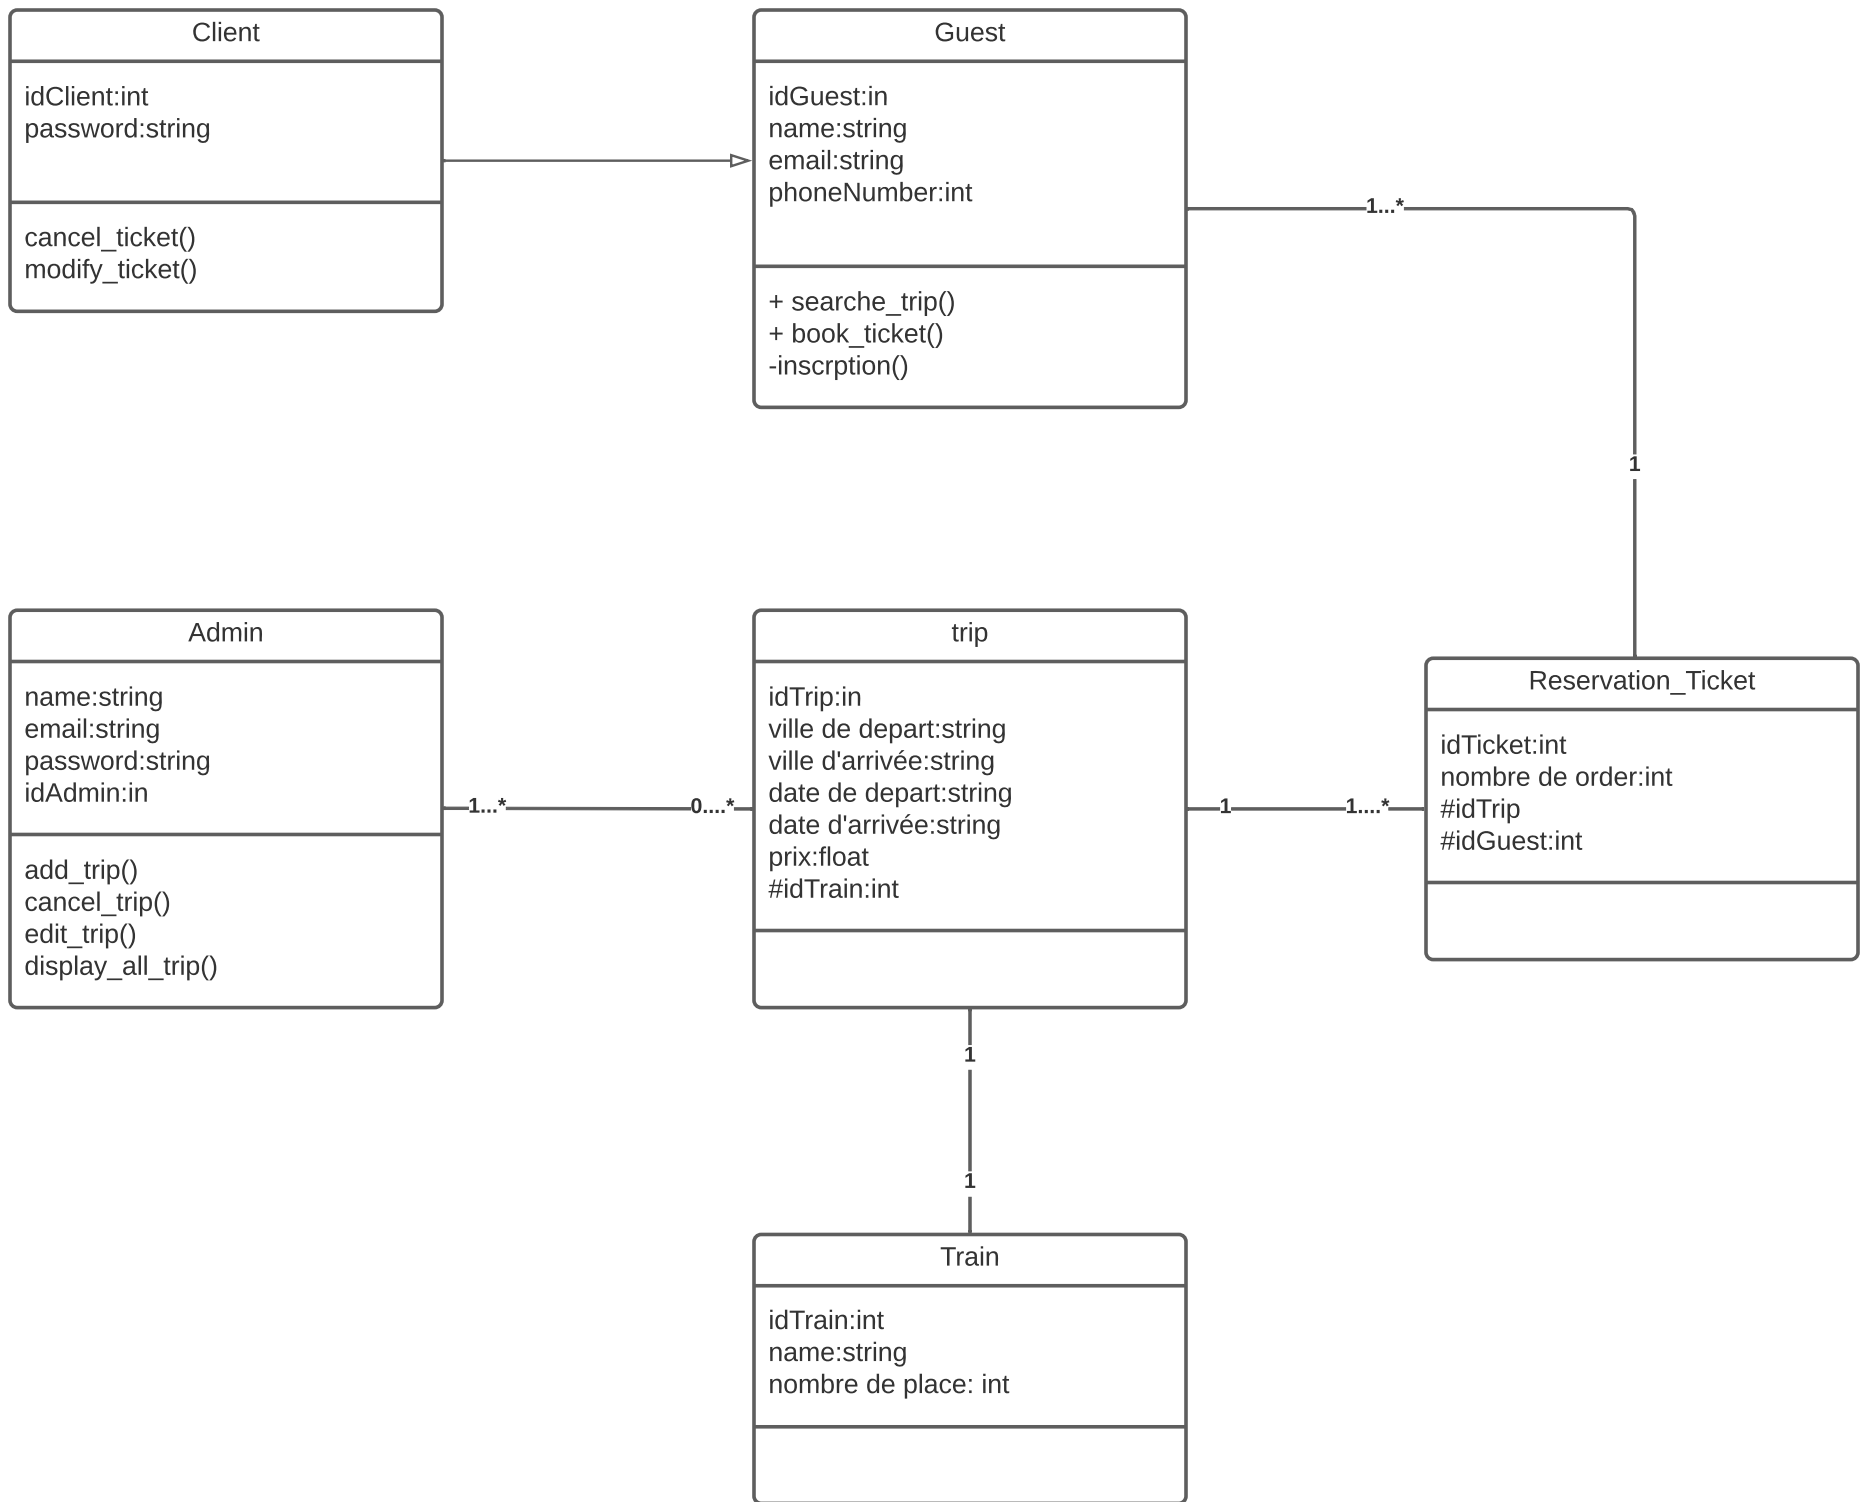 Client
idClient:int
password:string
cancel_ticket()
modify_ticket()
Guest
idGuest:in
name:string
email:string
phoneNumber:int
+ searche_trip()
+ book_ticket()
-inscrption()
1...*
1
Admin
name:string
email:string
password:string
idAdmin:in
add_trip()
cancel_trip()
edit_trip()
display_all_trip()
1...*
0....*
trip
idTrip:in
ville de depart:string
ville d'arrivée:string
date de depart:string
date d'arrivée:string
prix:float
#idTrain:int
1
1....*
Reservation_Ticket
idTicket:int
nombre de order:int
#idTrip
#idGuest:int
1
1
Train
idTrain:int
name:string
nombre de place: int